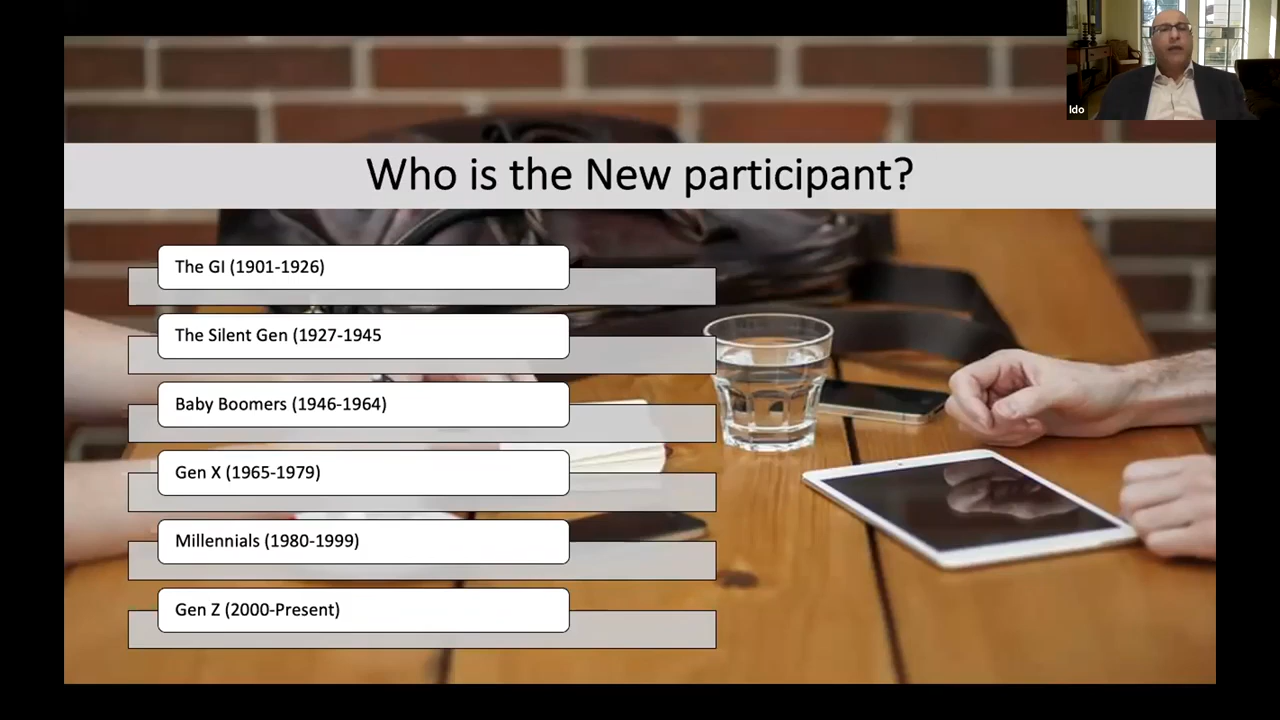 Ido
Who is the New participant?
The GI (1901-1926)
The Silent Gen (1927-1945
Baby Boomers (1946-1964)
Gen X (1965-1979)
Millennials (1980-1999)
Gen Z (2000-Present)